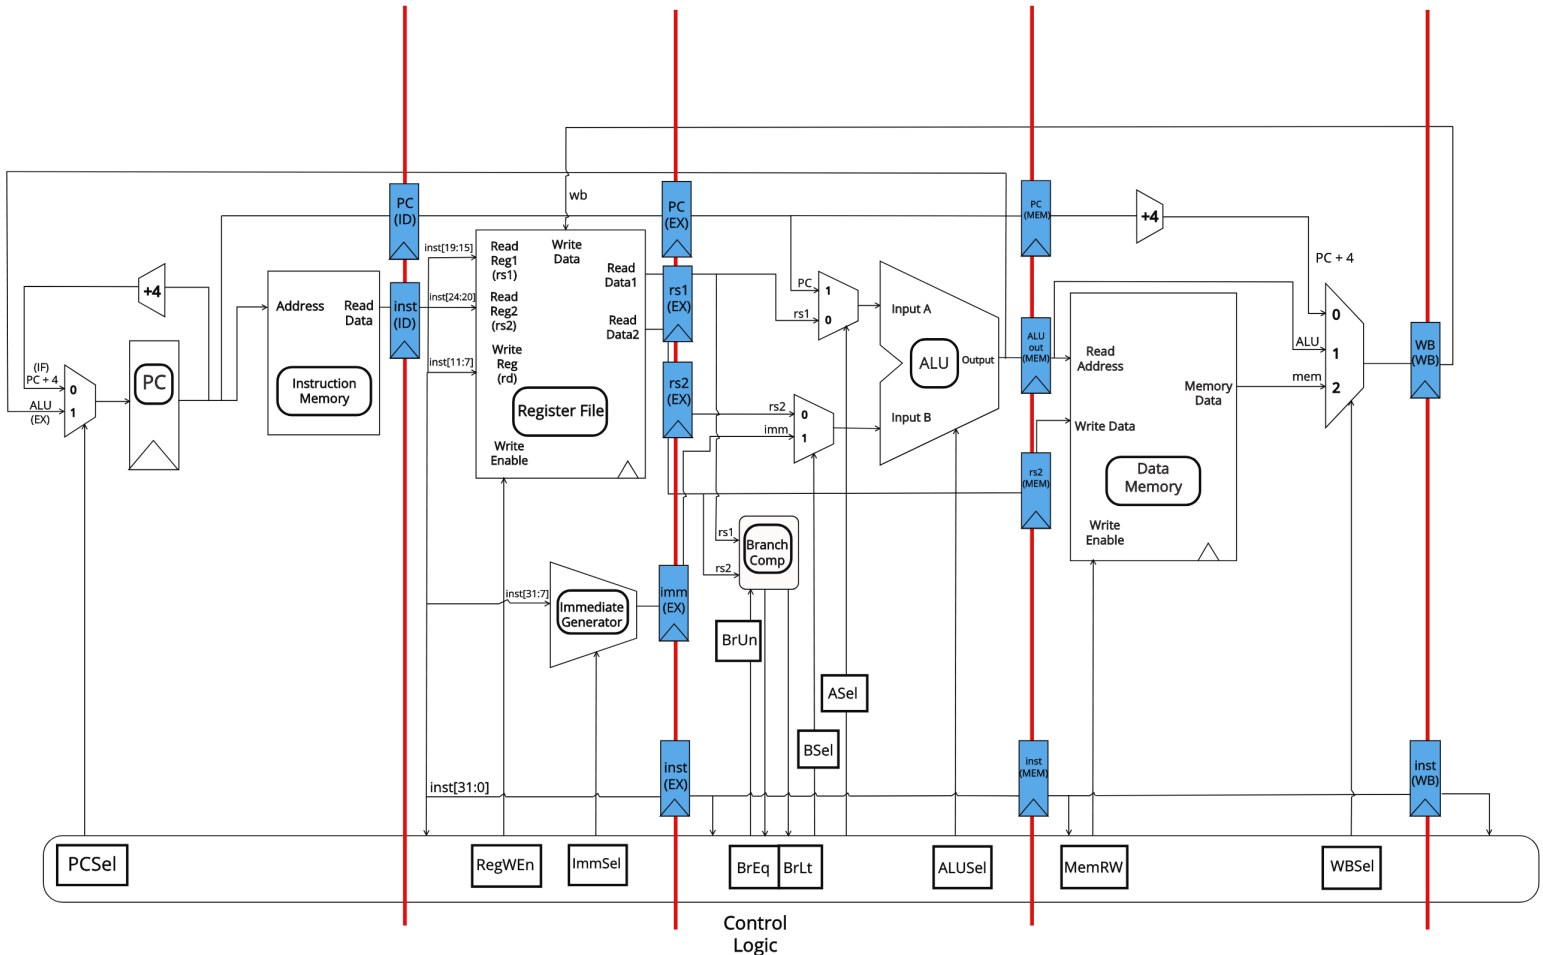 PC
(ID)
inst
(ID)
PC
(EX)
rs1
(EX)
rs2
(EX)
imm
(EX)
inst
(EX)
PC
(MEM)
ALU
out
(MEM)
rs2
(MEM)
inst
(MEM)
WB
(WB)
inst
(WB)
+4
(IF)
PC + 4
0
ALU
1
(EX)
PC
Address
Read
Data
Instruction
Memory
wb
inst[19:15]
inst[24:20]
inst[11:7]
Read
Reg1
(rs1)
Write
Data
Read
Data1
Read
Reg2
(rs2)
Read
Data2
Write
Reg
(rd)
Register File
Write
Enable
inst[31:7]
Immediate
Generator
PC
1
rs1
0
rs2
0
imm
1
Input A
ALU
Output
Input B
rs1
rs2
Branch
Comp
BrUn
ASel
BSel
Read
Address
Memory
Data
Write Data
Data
Memory
Write
Enable
+4
PC + 4
0
ALU
1
mem
2
inst[31:0]
PCSel
RegWEn
ImmSel
BrEq
BrLt
ALUSel
MemRW
WBSel
Control
Logic